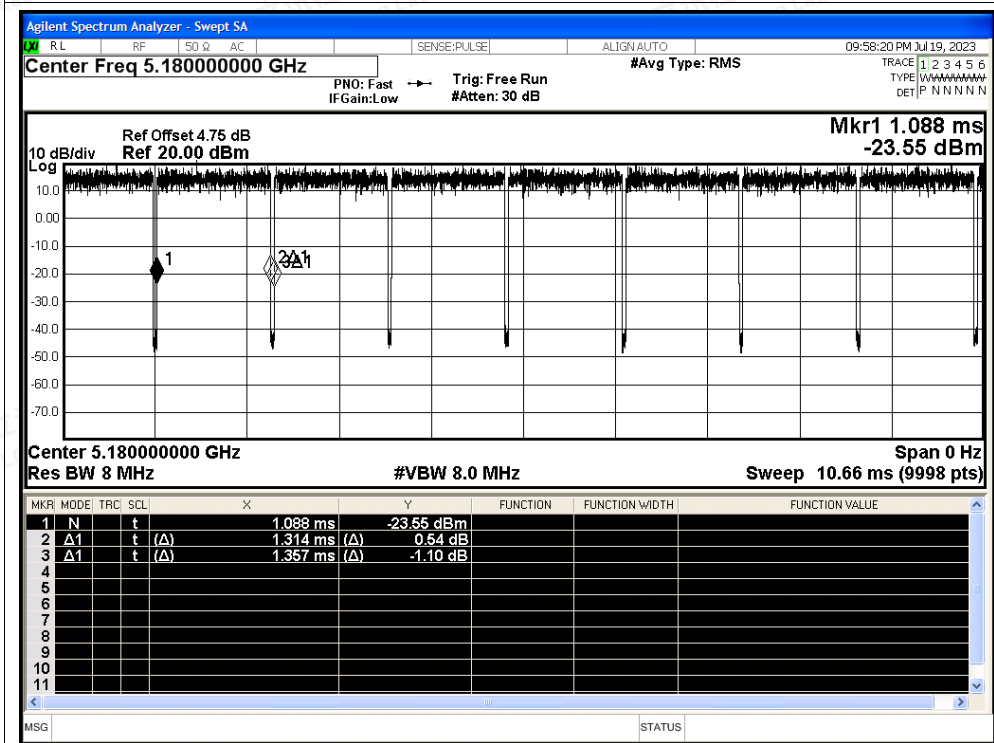 Agilent Spectrum Analyzer - Swept SA
LXI RL RF 50 Ω AC SENSE:PULSE ALIGN AUTO 09:58:20 PM Jul 19, 2023
Center Freq 5.180000000 GHz #Avg Type: RMS TRACE 1 2 3 4 5 6
PNO: Fast Trig: Free Run TYPE W
IFGain:Low #Atten: 30 dB DET P N N N N N
Mkr1 1.088 ms
-23.55 dBm
Ref Offset 4.75 dB
10 dB/div Ref 20.00 dBm
Log
10.0
0.00
-10.0
1 2Δ1 3Δ1
-20.0
-30.0
-40.0
-50.0
-60.0
-70.0
Center 5.180000000 GHz Span 0 Hz
Res BW 8 MHz #VBW 8.0 MHz Sweep 10.66 ms (9998 pts)
MKR MODE TRC SCL X Y FUNCTION FUNCTION WIDTH FUNCTION VALUE
1 N t 1.088 ms -23.55 dBm
2 Δ1 t (Δ) 1.314 ms (Δ) 0.54 dB
3 Δ1 t (Δ) 1.357 ms (Δ) -1.10 dB
4
5
6
7
8
9
10
11
MSG STATUS